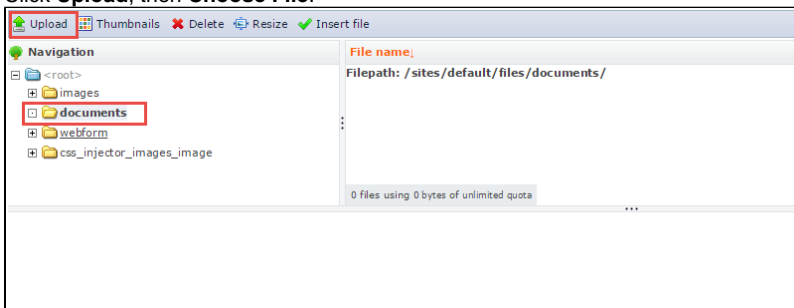 Click Upload, then Choose File.
Upload Thumbnails Delete Resize Insert file
Navigation
File name↓
<root>
Filepath: /sites/default/files/documents/
images
documents
webform
css_injector_images_image
0 files using 0 bytes of unlimited quota